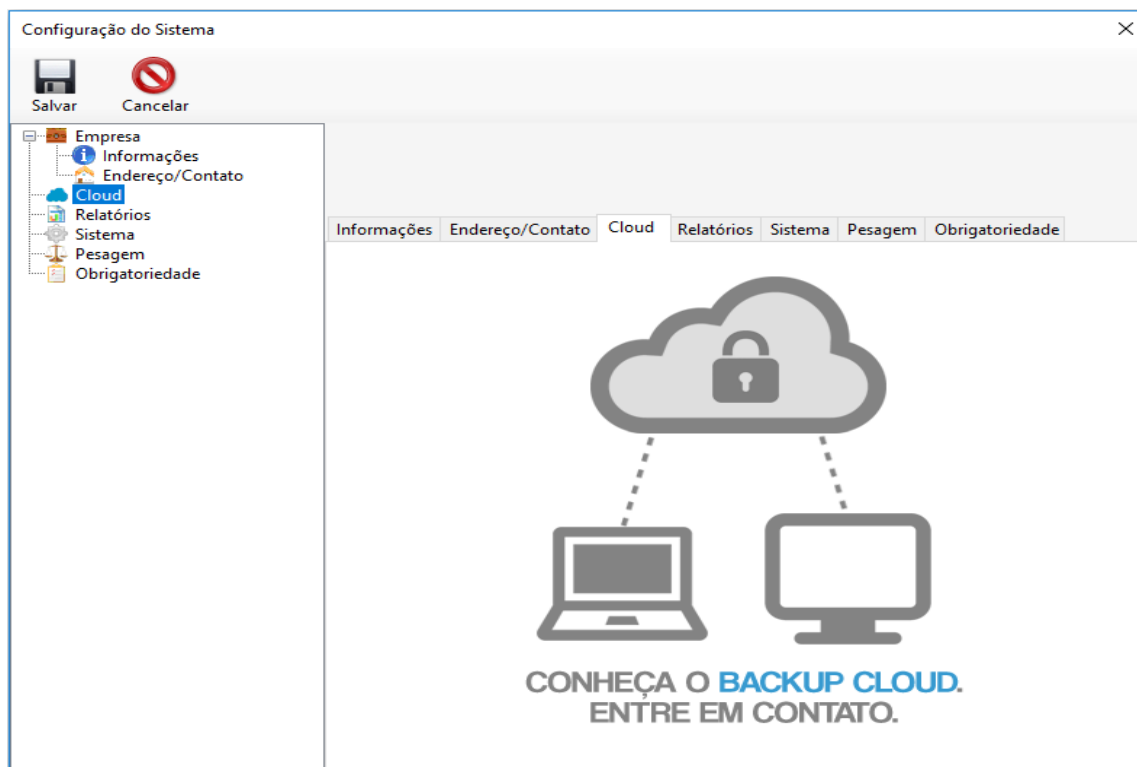 Configuração do Sistema
Salvar Cancelar
Empresa
Informações
Endereço/Contato
Cloud
Relatórios
Sistema
Pesagem
Obrigatoriedade
Informações Endereço/Contato Cloud Relatórios Sistema Pesagem Obrigatoriedade
CONHEÇA O BACKUP CLOUD.
ENTRE EM CONTATO.